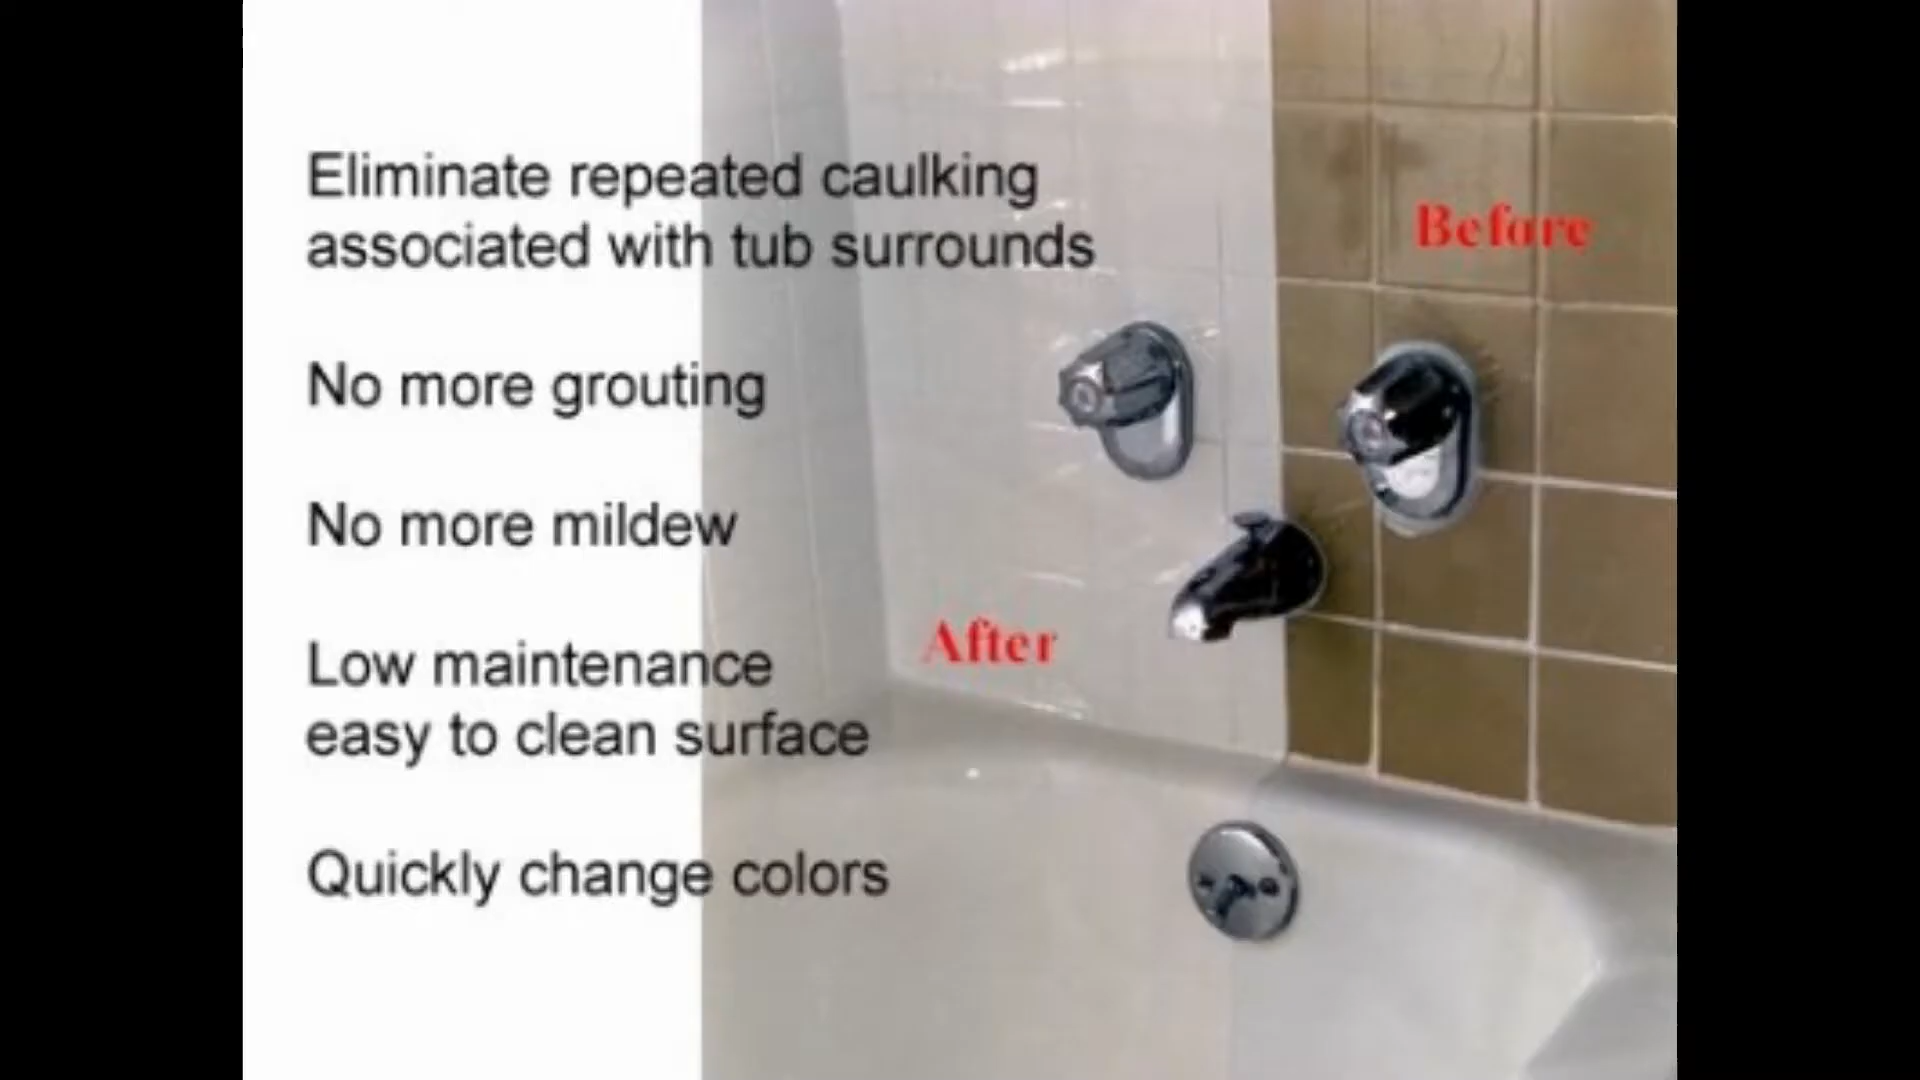 Eliminate repeated caulking
associated with tub surrounds
No more grouting
No more mildew
Low maintenance
easy to clean surface
Quickly change colors
Before
After